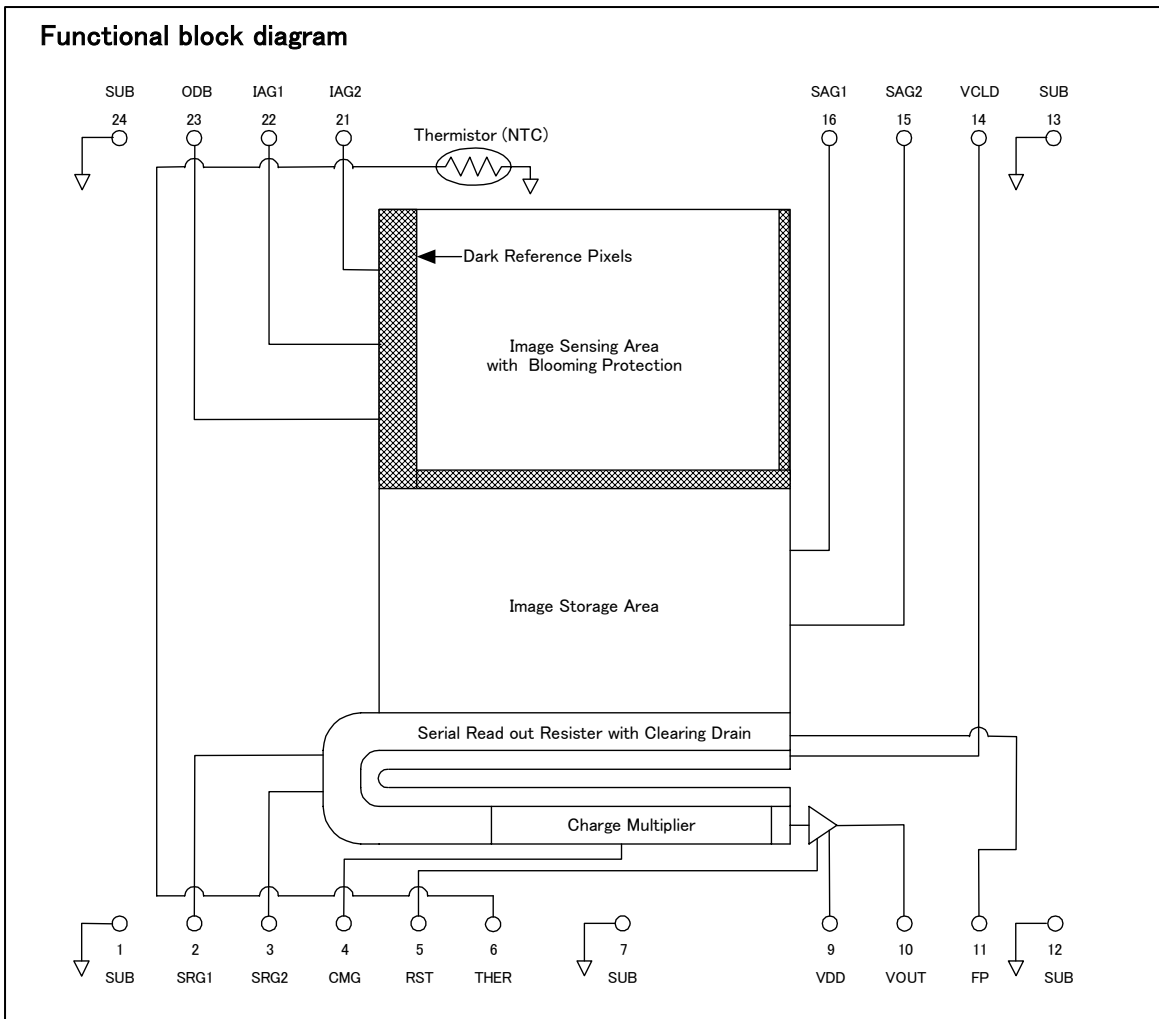 Functional block diagram
SUB ODB IAG1 IAG2 SAG1 SAG2 VCLD SUB
24 23 22 21 16 15 14 13
Thermistor (NTC)
Dark Reference Pixels
Image Sensing Area
with Blooming Protection
Image Storage Area
Serial Read out Resister with Clearing Drain
Charge Multiplier
1 2 3 4 5 6 7 9 10 11 12
SUB SRG1 SRG2 CMG RST THER SUB VDD VOUT FP SUB